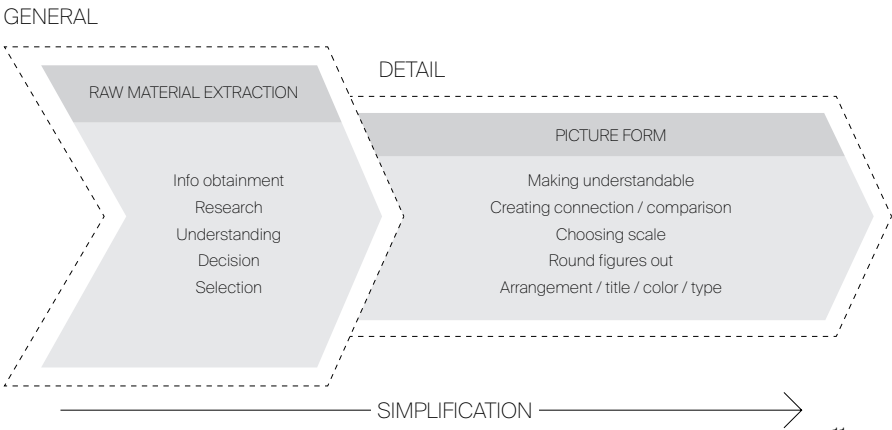 GENERAL
DETAIL
RAW MATERIAL EXTRACTION
Info obtainment
Research
Understanding
Decision
Selection
PICTURE FORM
Making understandable
Creating connection / comparison
Choosing scale
Round figures out
Arrangement / title / color / type
SIMPLIFICATION